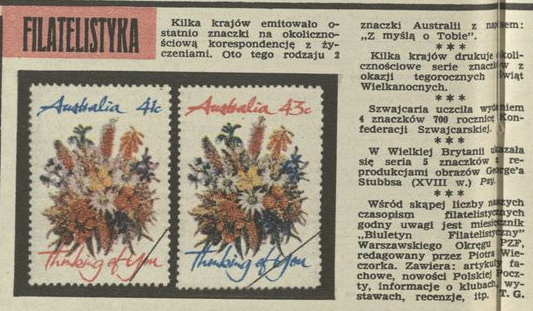 FILATELISTYKA
Kilka krajów emitowało o-
statnio znaczki na okoliczno-
ściową korespondencję z ży-
czeniami. Oto tego rodzaju 2
Australia 41c
Thinking of You
Australia 43c
Thinking of You
znaczki Australii z napisem:
„Z myślą o Tobie".
***
Kilka krajów drukuje okoli-
cznościowe serie znaczków z
okazji tegorocznych świąt
Wielkanocnych.
***
Szwajcaria uczciła wydaniem
4 znaczków 700 rocznicę Kon-
federacji Szwajcarskiej.
***
W Wielkiej Brytanii ukazała
się seria 5 znaczków z re-
produkcjami obrazów George'a
Stubbsa (XVIII w.) Psy.
***
Wśród skąpej liczby naszych
czasopism filatelistycznych
godny uwagi jest miesięcznik
„Biuletyn Filatelistyczny"
Warszawskiego Okręgu PZF,
redagowany przez Piotra Wie-
czorka. Zawiera: artykuły fa-
chowe, nowości Polskiej Pocz-
ty, informacje o klubach, wy-
stawach, recenzje, itp. T. G.